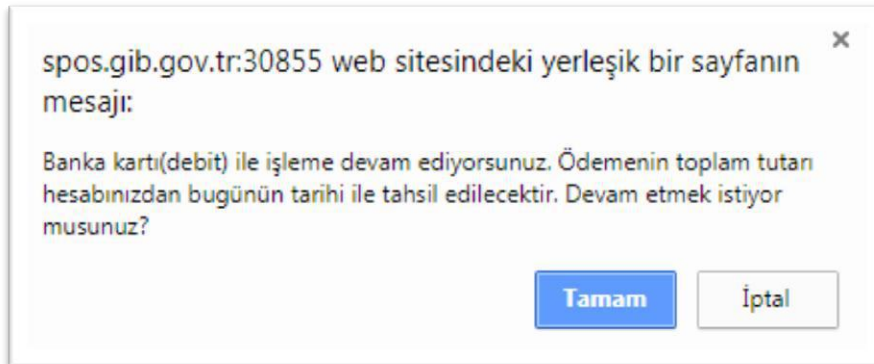 spos.gib.gov.tr:30855 web sitesindeki yerleşik bir sayfanın
mesajı:
Banka kartı(debit) ile işleme devam ediyorsunuz. Ödemenin toplam tutarı
hesabınızdan bugünün tarihi ile tahsil edilecektir. Devam etmek istiyor
musunuz?
Tamam İptal